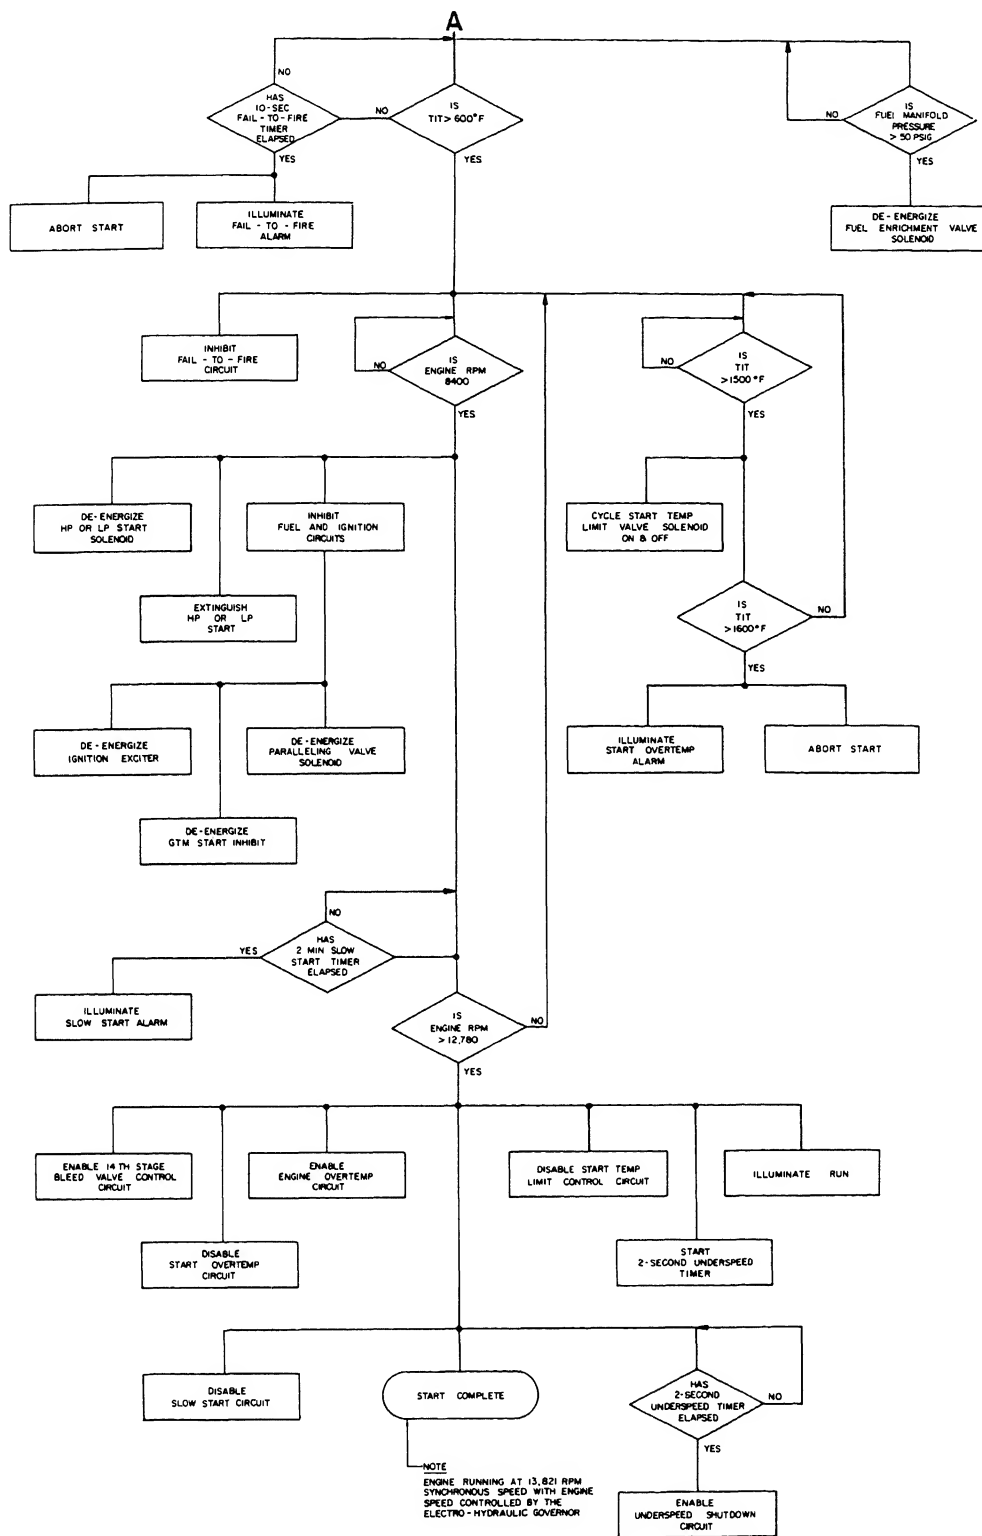 A
NO
HAS
10-SEC
FAIL-TO-FIRE
TIMER
ELAPSED
YES
NO
IS
TIT > 600°F
YES
NO
IS
FUEL MANIFOLD
PRESSURE
> 50 PSIG
YES
ABORT START
ILLUMINATE
FAIL - TO - FIRE
ALARM
DE-ENERGIZE
FUEL ENRICHMENT VALVE
SOLENOID
INHIBIT
FAIL - TO - FIRE
CIRCUIT
NO
IS
ENGINE RPM
8400
YES
NO
IS
TIT
>1500°F
YES
DE-ENERGIZE
HP OR LP START
SOLENOID
INHIBIT
FUEL AND IGNITION
CIRCUITS
CYCLE START TEMP
LIMIT VALVE SOLENOID
ON & OFF
EXTINGUISH
HP OR LP
START
IS
TIT
>1600°F
NO
YES
DE-ENERGIZE
IGNITION EXCITER
DE-ENERGIZE
PARALLELING VALVE
SOLENOID
ILLUMINATE
START OVERTEMP
ALARM
ABORT START
DE-ENERGIZE
GTM START INHIBIT
NO
YES
HAS
2 MIN SLOW
START TIMER
ELAPSED
ILLUMINATE
SLOW START ALARM
IS
ENGINE RPM
>12,780
NO
YES
ENABLE 14TH STAGE
BLEED VALVE CONTROL
CIRCUIT
ENABLE
ENGINE OVERTEMP
CIRCUIT
DISABLE START TEMP
LIMIT CONTROL CIRCUIT
ILLUMINATE RUN
DISABLE
START OVERTEMP
CIRCUIT
START
2-SECOND UNDERSPEED
TIMER
DISABLE
SLOW START CIRCUIT
START COMPLETE
HAS
2-SECOND
UNDERSPEED TIMER
ELAPSED
NO
YES
NOTE
ENGINE RUNNING AT 13,821 RPM
SYNCHRONOUS SPEED WITH ENGINE
SPEED CONTROLLED BY THE
ELECTRO-HYDRAULIC GOVERNOR
ENABLE
UNDERSPEED SHUTDOWN
CIRCUIT